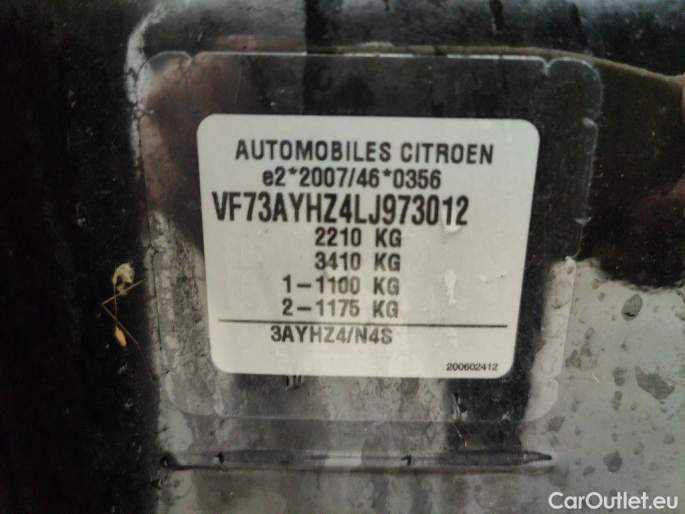 AUTOMOBILES CITROEN
e2*2007/46*0356
VF73AYHZ4LJ973012
2210 KG
3410 KG
1-1100 KG
2-1175 KG
3AYHZ4/N4S
200602412
CarOutlet.eu